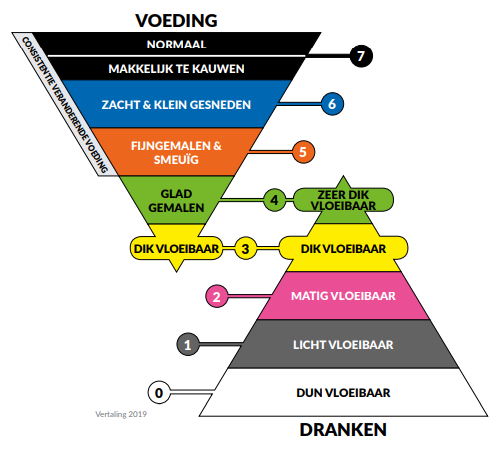 VOEDING
NORMAAL
MAKKELIJK TE KAUWEN
7
CONSISTENTIE VERANDERENDE VOEDING
ZACHT & KLEIN GESNEDEN
6
FIJNGEMALEN &
SMEUÏG
5
GLAD
GEMALEN
4
ZEER DIK
VLOEIBAAR
DIK VLOEIBAAR
3
DIK VLOEIBAAR
2
MATIG VLOEIBAAR
1
LICHT VLOEIBAAR
0
DUN VLOEIBAAR
Vertaling 2019
DRANKEN